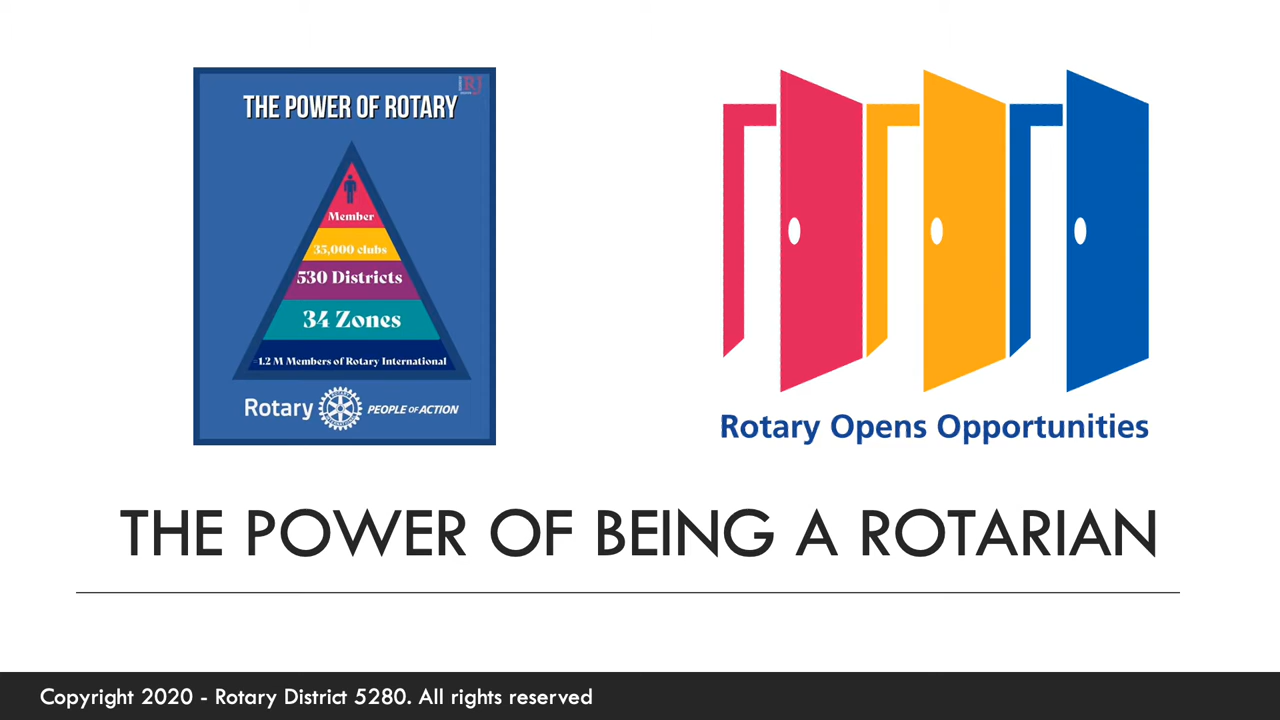 THE POWER OF ROTARY
Member
35,000 clubs
530 Districts
34 Zones
1.2 M Members of Rotary International
Rotary PEOPLE OF ACTION
Rotary Opens Opportunities
THE POWER OF BEING A ROTARIAN
Copyright 2020 - Rotary District 5280. All rights reserved